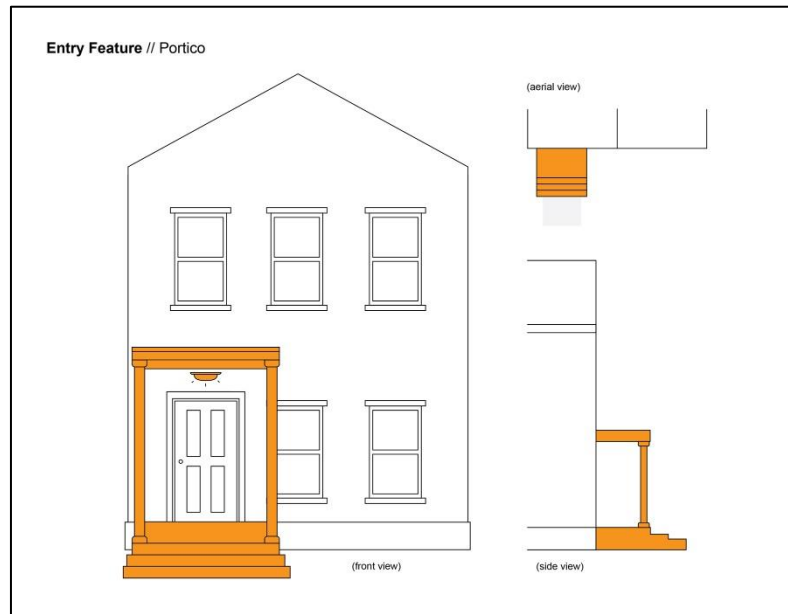 Entry Feature // Portico
(aerial view)
(front view)
(side view)